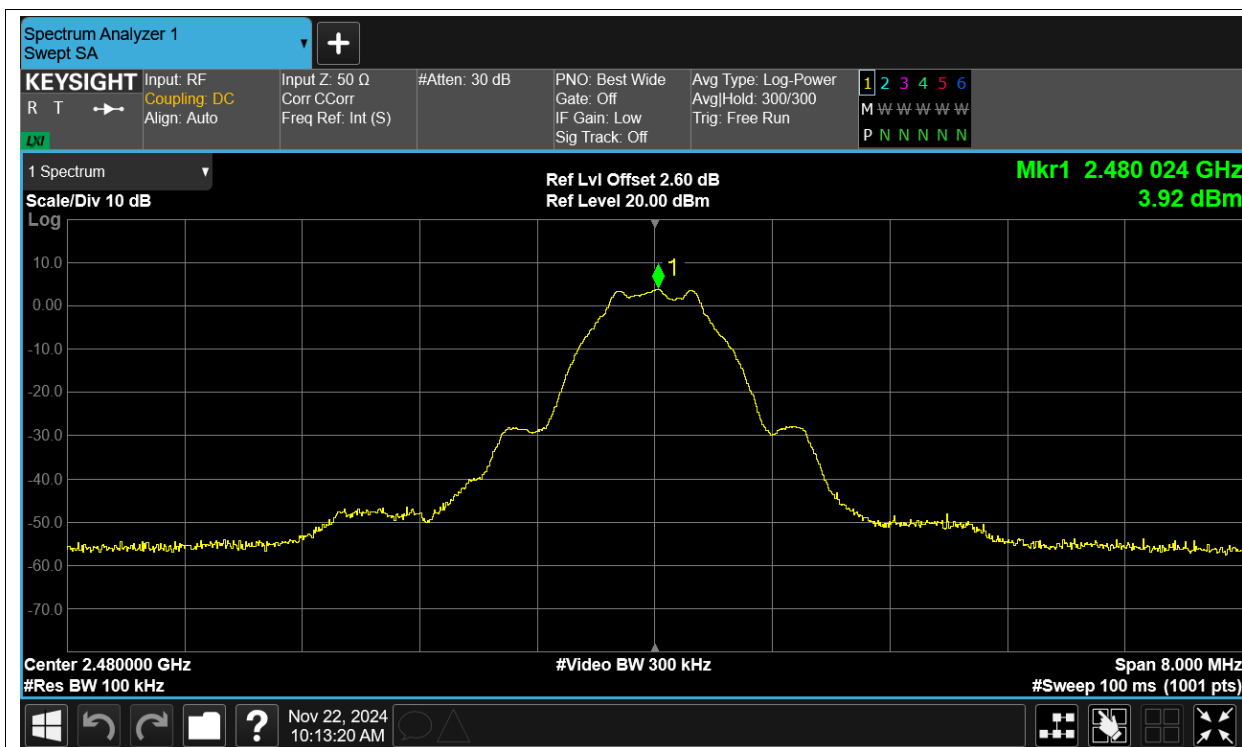 Spectrum Analyzer 1
Swept SA
KEYSIGHT
R T
LXI
Input: RF
Coupling: DC
Align: Auto
Input Z: 50 Ω
Corr CCorr
Freq Ref: Int (S)
#Atten: 30 dB
PNO: Best Wide
Gate: Off
IF Gain: Low
Sig Track: Off
Avg Type: Log-Power
Avg|Hold: 300/300
Trig: Free Run
1 2 3 4 5 6
M W W W W W W
P N N N N N
1 Spectrum
Scale/Div 10 dB
Log
Ref Lvl Offset 2.60 dB
Ref Level 20.00 dBm
Mkr1 2.480 024 GHz
3.92 dBm
1
10.0
0.00
-10.0
-20.0
-30.0
-40.0
-50.0
-60.0
-70.0
Center 2.480000 GHz
#Res BW 100 kHz
#Video BW 300 kHz
Span 8.000 MHz
#Sweep 100 ms (1001 pts)
?
Nov 22, 2024
10:13:20 AM